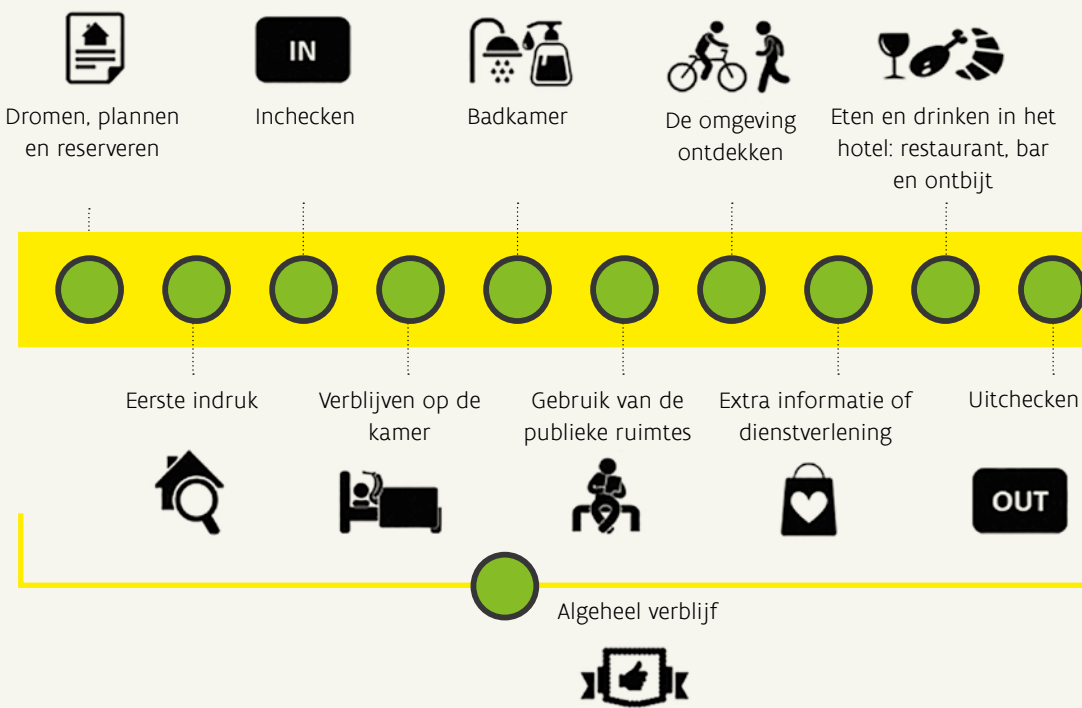 IN
Dromen, plannen
en reserveren
Inchecken
Badkamer
De omgeving
ontdekken
Eten en drinken in het
hotel: restaurant, bar
en ontbijt
Eerste indruk
Verblijven op de
kamer
Gebruik van de
publieke ruimtes
Extra informatie of
dienstverlening
Uitchecken
OUT
Algeheel verblijf